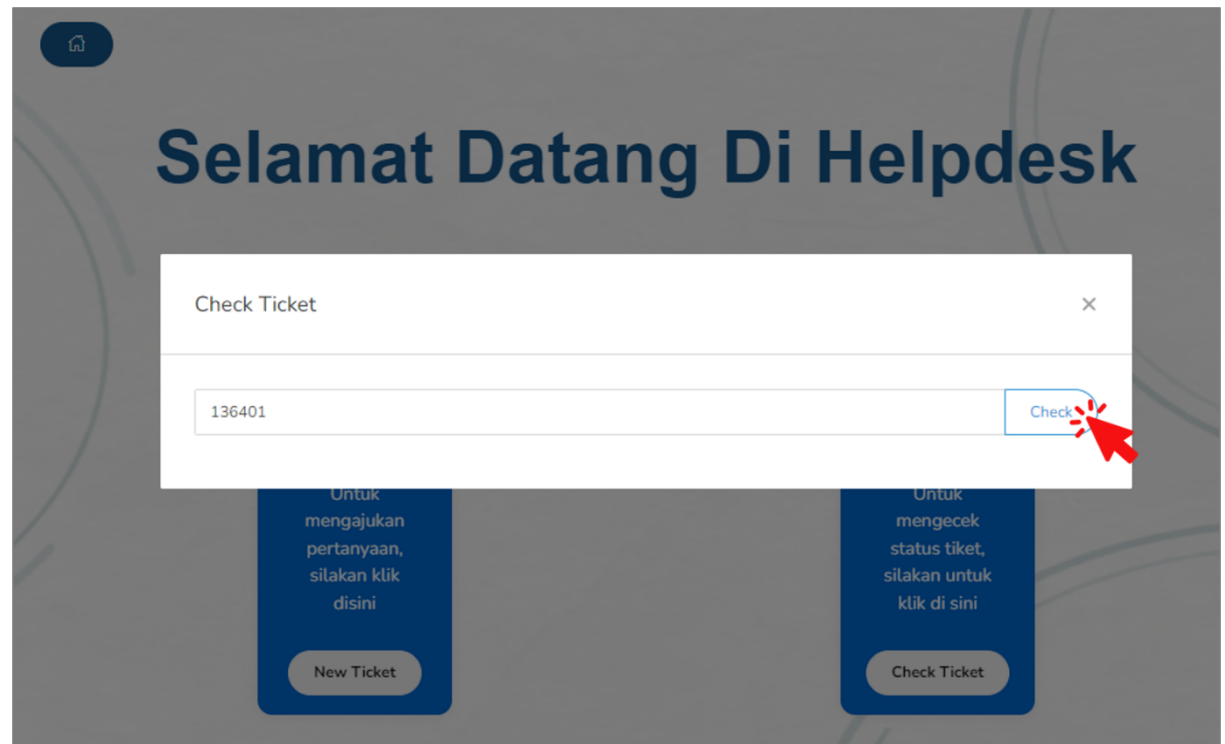 Selamat Datang Di Helpdesk
Check Ticket
136401
Check
Untuk
mengajukan
pertanyaan,
silakan klik
disini
New Ticket
Untuk
mengecek
status tiket,
silakan untuk
klik di sini
Check Ticket